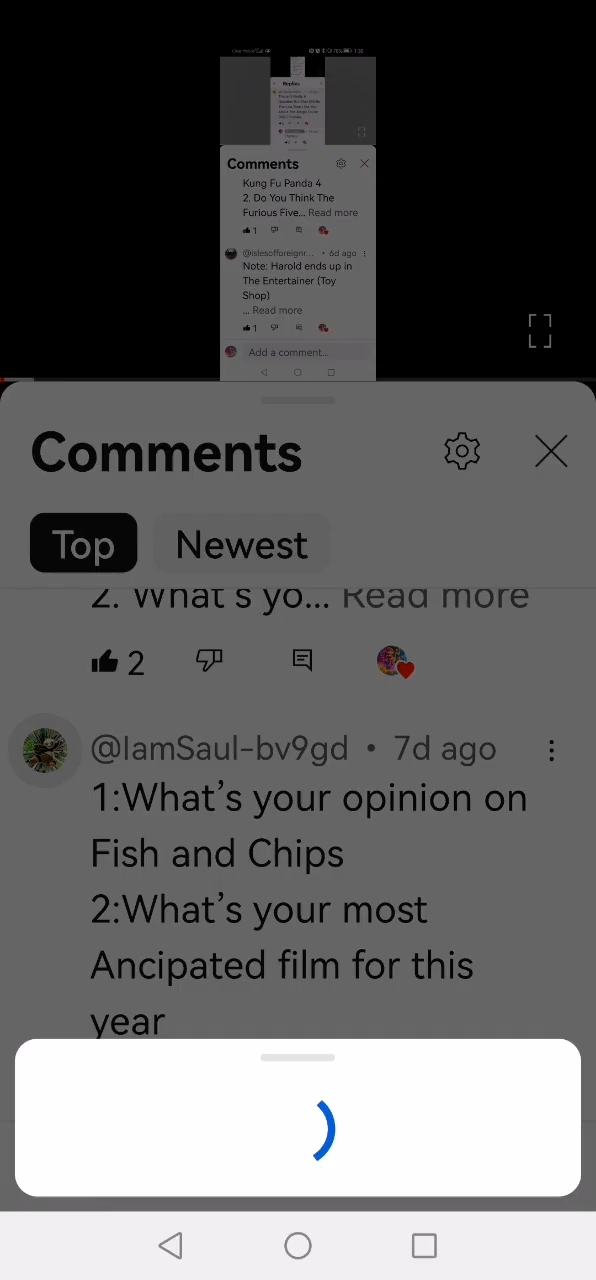 Replies
Comments
Kung Fu Panda 4
2. Do You Think The
Furious Five... Read more
1
@islesofforeignr... • 6d ago
Note: Harold ends up in
The Entertainer (Toy
Shop)
... Read more
1
Add a comment...
Comments
Top
Newest
2. What's yo... Read more
2
@IamSaul-bv9gd • 7d ago
1:What's your opinion on
Fish and Chips
2:What's your most
Ancipated film for this
year